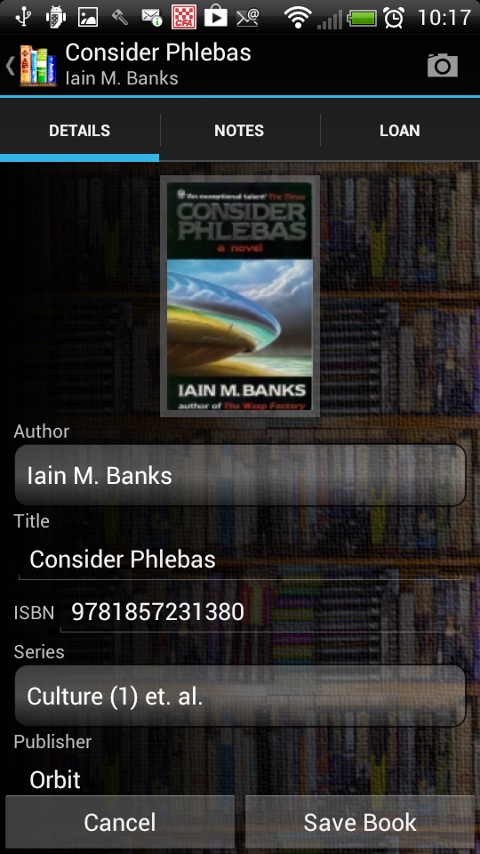 10:17
Consider Phlebas
Iain M. Banks
DETAILS
NOTES
LOAN
'An exceptional talent' The Times
CONSIDER
PHLEBAS
a novel
IAIN M. BANKS
author of The Wasp Factory
Author
Iain M. Banks
Title
Consider Phlebas
ISBN 9781857231380
Series
Culture (1) et. al.
Publisher
Orbit
Cancel
Save Book